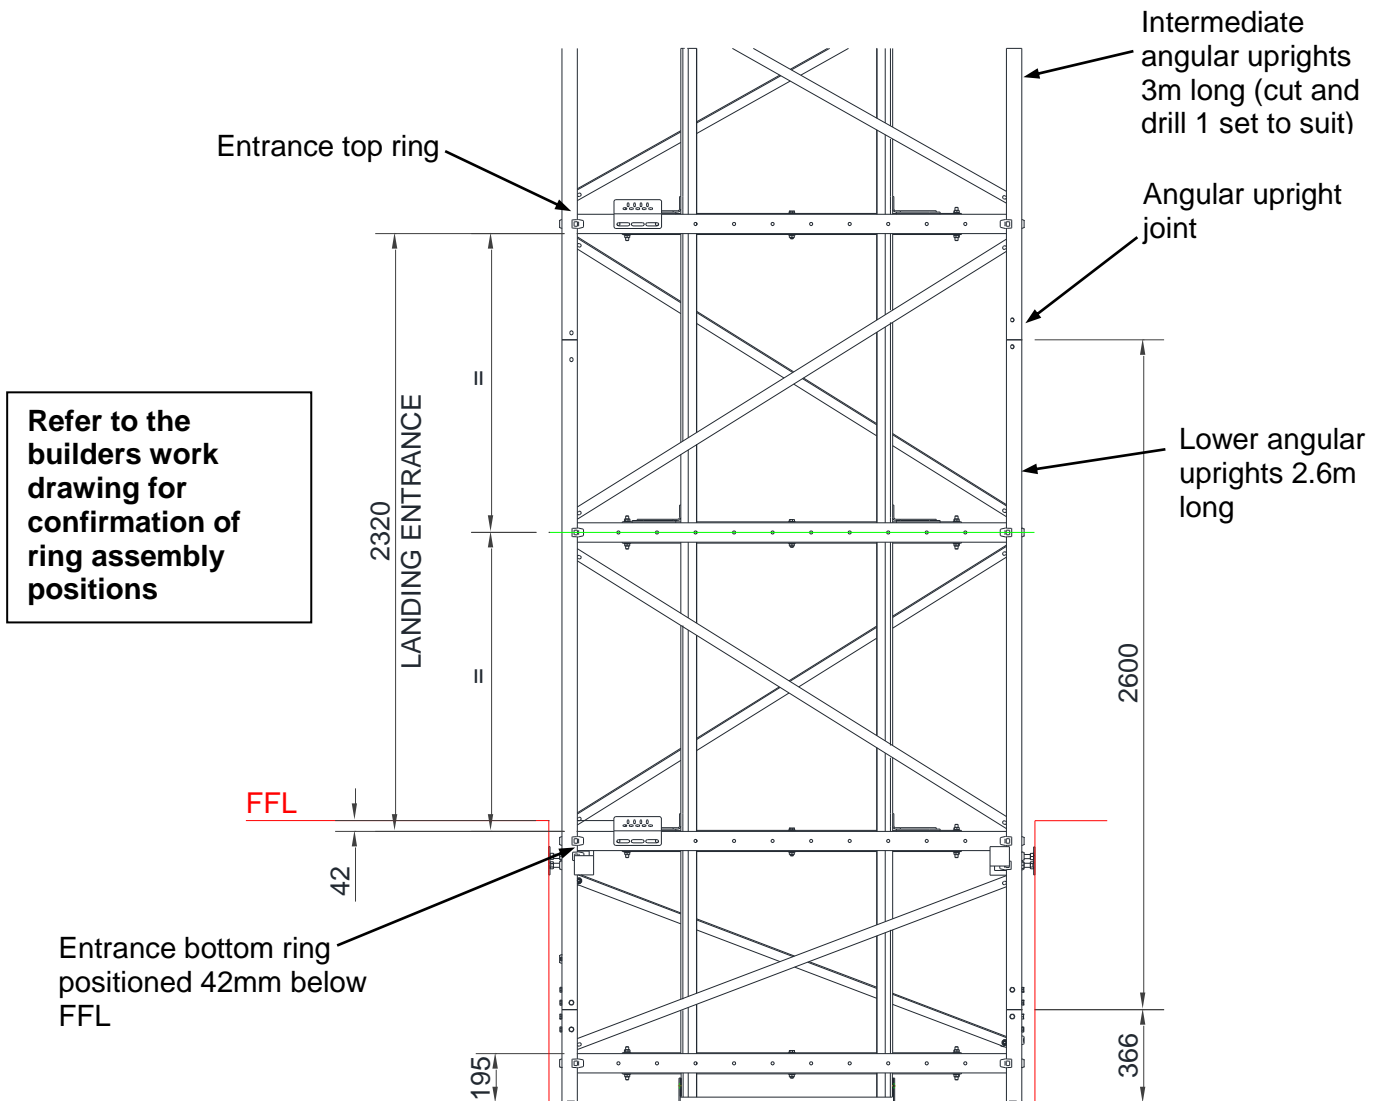 Intermediate
angular uprights
3m long (cut and
drill 1 set to suit)
Entrance top ring
Angular upright
joint
=
Refer to the
builders work
drawing for
confirmation of
ring assembly
positions
2320
LANDING ENTRANCE
Lower angular
uprights 2.6m
long
=
2600
FFL
42
Entrance bottom ring
positioned 42mm below
FFL
195
366